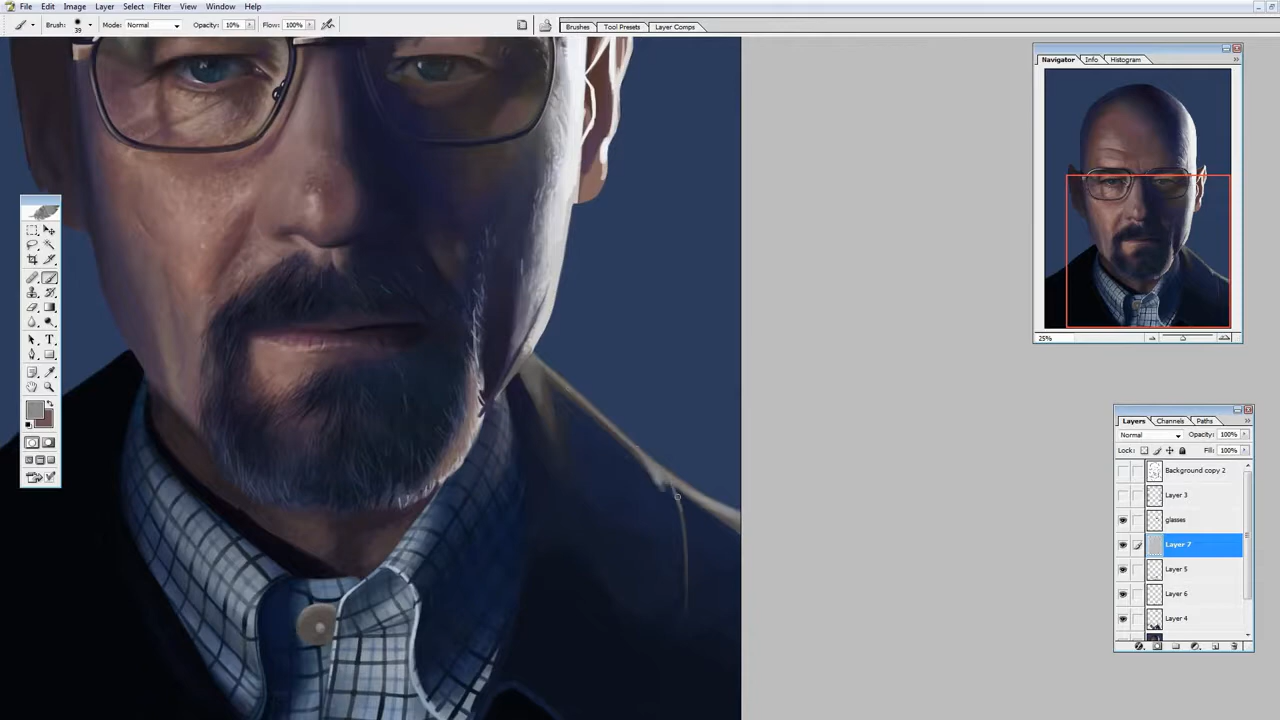 File Edit Image Layer Select Filter View Window Help
Brush: 39 Mode: Normal Opacity: 10% Flow: 100% Brushes Tool Presets Layer Comps
Navigator Info Histogram
25%
Layers Channels Paths
Normal Opacity: 100%
Lock: Fill: 100%
Background copy 2
Layer 3
glasses
Layer 7
Layer 5
Layer 6
Layer 4